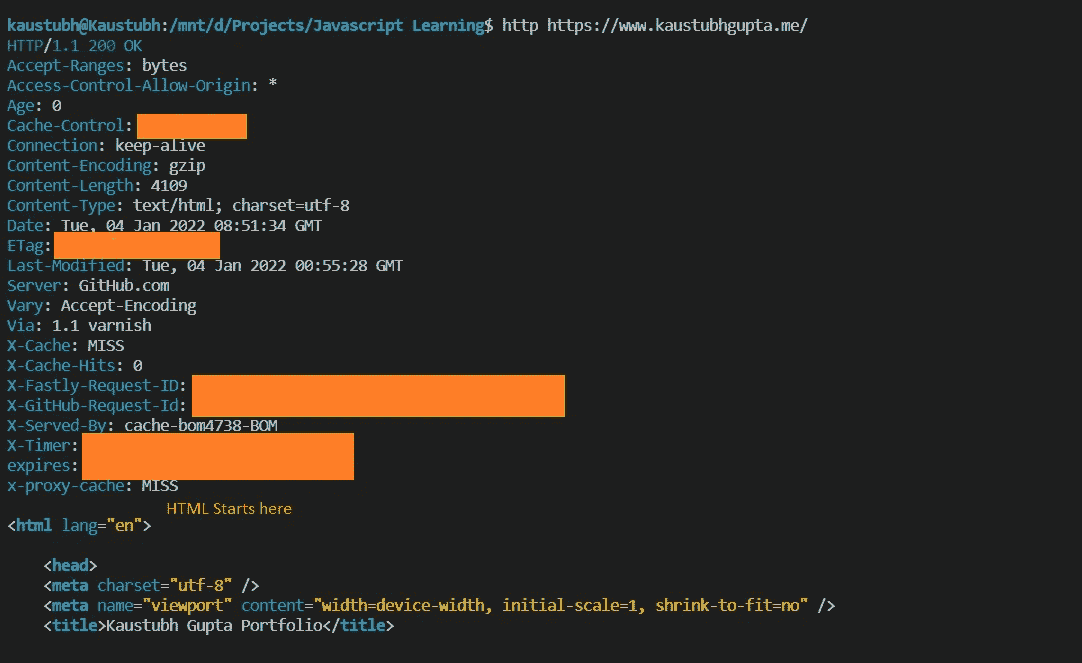 kaustubh@Kaustubh:/mnt/d/Projects/Javascript Learning$ http https://www.kaustubhgupta.me/
HTTP/1.1 200 OK
Accept-Ranges: bytes
Access-Control-Allow-Origin: *
Age: 0
Cache-Control:
Connection: keep-alive
Content-Encoding: gzip
Content-Length: 4109
Content-Type: text/html; charset=utf-8
Date: Tue, 04 Jan 2022 08:51:34 GMT
ETag:
Last-Modified: Tue, 04 Jan 2022 00:55:28 GMT
Server: GitHub.com
Vary: Accept-Encoding
Via: 1.1 varnish
X-Cache: MISS
X-Cache-Hits: 0
X-Fastly-Request-ID:
X-GitHub-Request-Id:
X-Served-By: cache-bom4738-BOM
X-Timer:
expires:
x-proxy-cache: MISS
HTML Starts here
<html lang="en">
<head>
<meta charset="utf-8" />
<meta name="viewport" content="width=device-width, initial-scale=1, shrink-to-fit=no" />
<title>Kaustubh Gupta Portfolio</title>